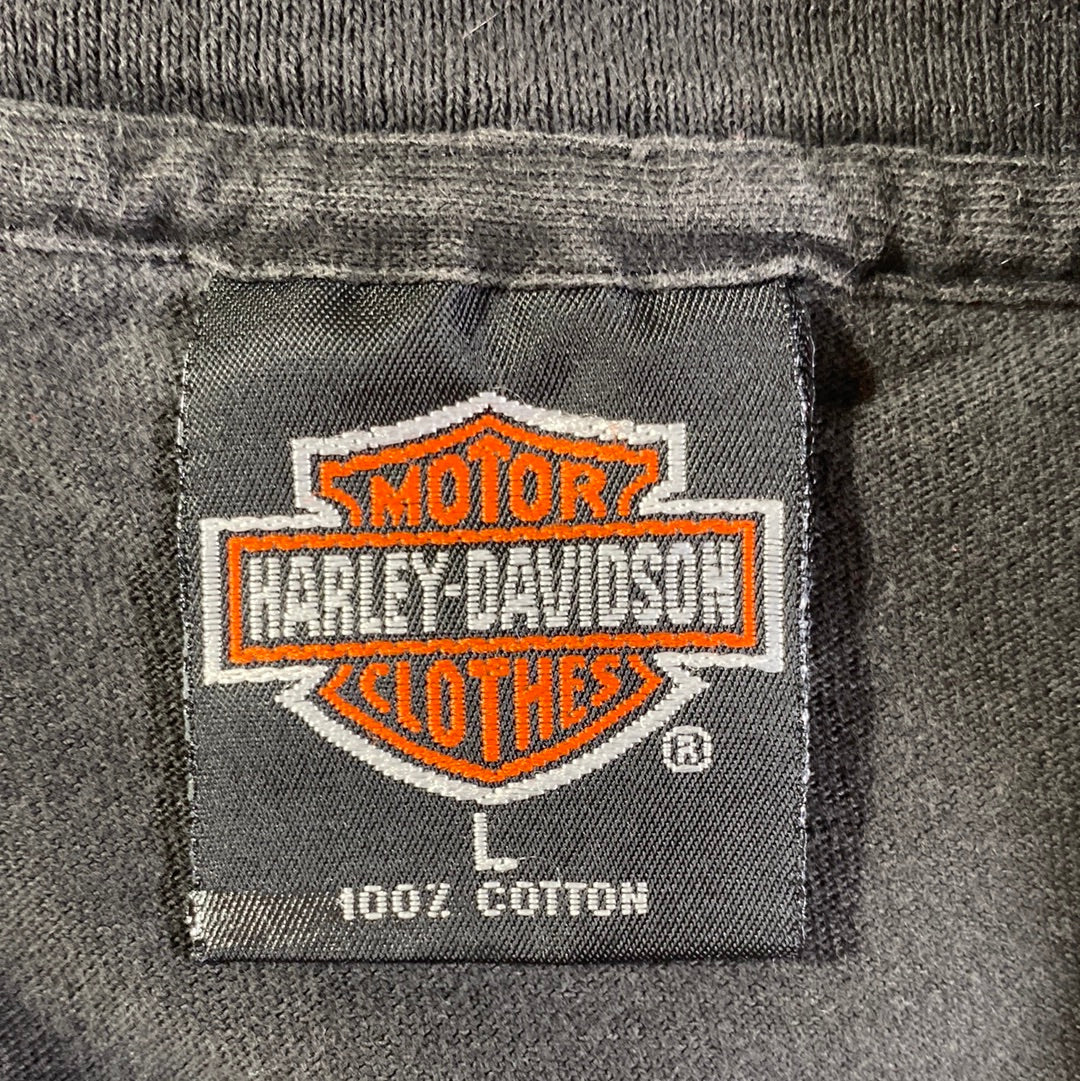 MOTOR
HARLEY-DAVIDSON
CLOTHES
®
L
100% COTTON